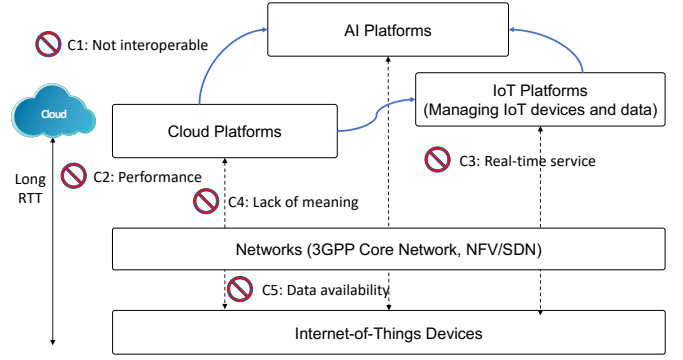 AI Platforms
C1: Not interoperable
IoT Platforms
(Managing IoT devices and data)
Cloud
Cloud Platforms
C3: Real-time service
Long
RTT
C2: Performance
C4: Lack of meaning
Networks (3GPP Core Network, NFV/SDN)
C5: Data availability
Internet-of-Things Devices